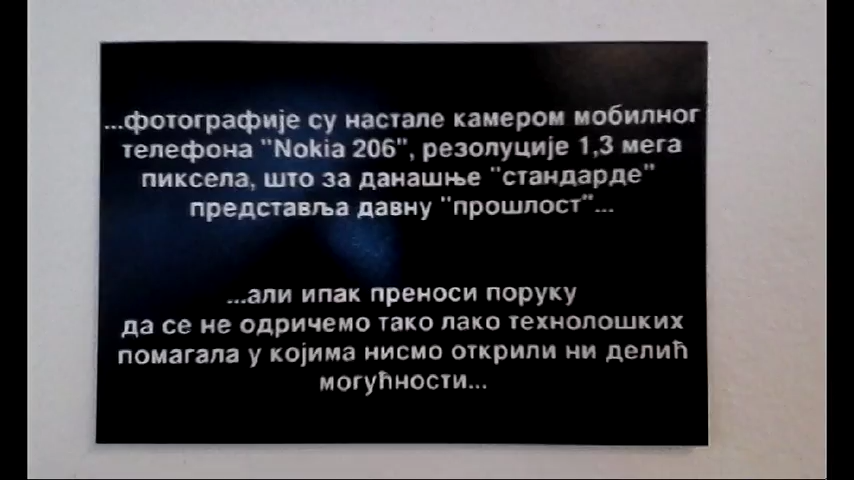 ...фотографије су настале камером мобилног
телефона "Nokia 206", резолуције 1,3 мега
пиксела, што за данашње "стандарде"
представља давну "прошлост"...
...али ипак преноси поруку
да се не одричемо тако лако технолошких
помагала у којима нисмо открили ни делић
могућности...